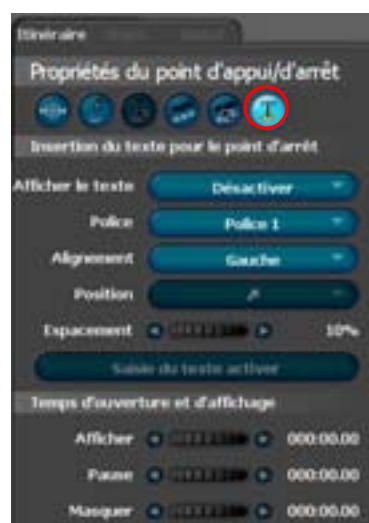 Itinéraire
Propriétés du point d'appui/d'arrêt
T
Insertion du texte pour le point d'arrêt
Afficher le texte Désactiver
Police Police 1
Alignement Gauche
Position
Espacement 10%
Saisie du texte activer
Temps d'ouverture et d'affichage
Afficher 000:00.00
Pause 000:00.00
Masquer 000:00.00